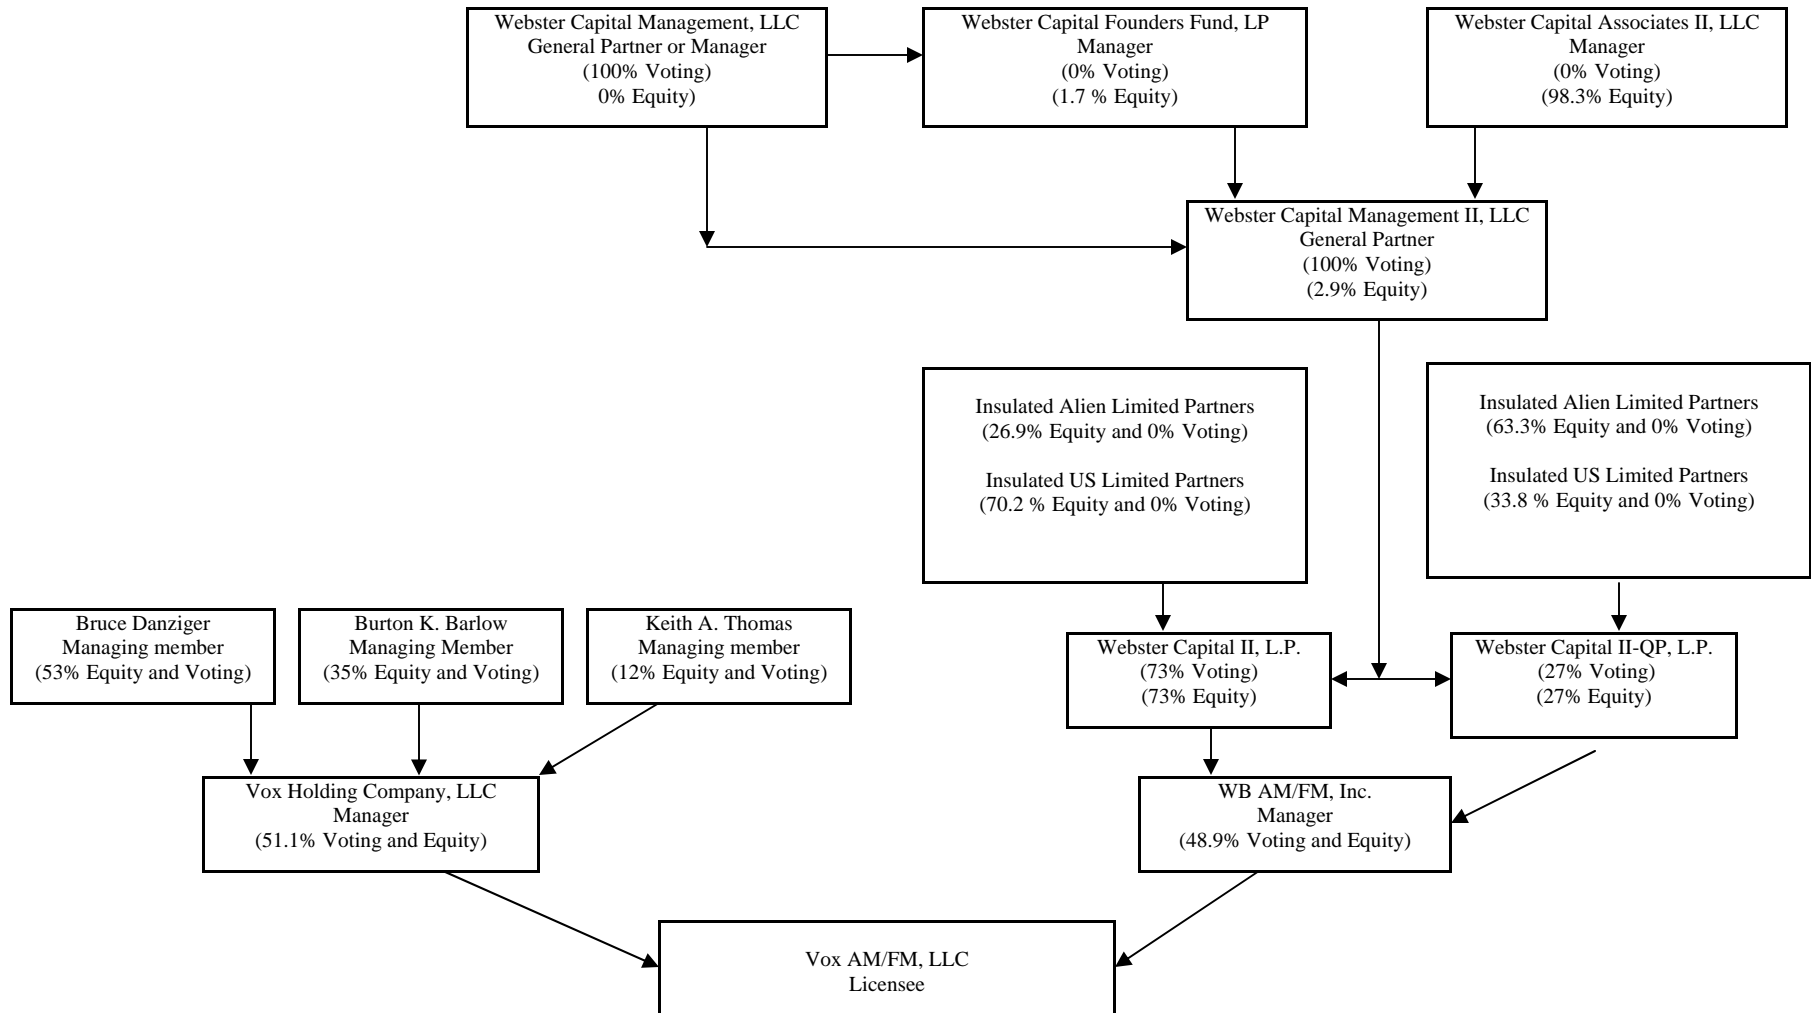 Webster Capital Management, LLC
General Partner or Manager
(100% Voting)
0% Equity)
Webster Capital Founders Fund, LP
Manager
(0% Voting)
(1.7 % Equity)
Webster Capital Associates II, LLC
Manager
(0% Voting)
(98.3% Equity)
Webster Capital Management II, LLC
General Partner
(100% Voting)
(2.9% Equity)
Insulated Alien Limited Partners
(26.9% Equity and 0% Voting)
Insulated US Limited Partners
(70.2 % Equity and 0% Voting)
Insulated Alien Limited Partners
(63.3% Equity and 0% Voting)
Insulated US Limited Partners
(33.8 % Equity and 0% Voting)
Bruce Danziger
Managing member
(53% Equity and Voting)
Burton K. Barlow
Managing Member
(35% Equity and Voting)
Keith A. Thomas
Managing member
(12% Equity and Voting)
Webster Capital II, L.P.
(73% Voting)
(73% Equity)
Webster Capital II-QP, L.P.
(27% Voting)
(27% Equity)
Vox Holding Company, LLC
Manager
(51.1% Voting and Equity)
WB AM/FM, Inc.
Manager
(48.9% Voting and Equity)
Vox AM/FM, LLC
Licensee